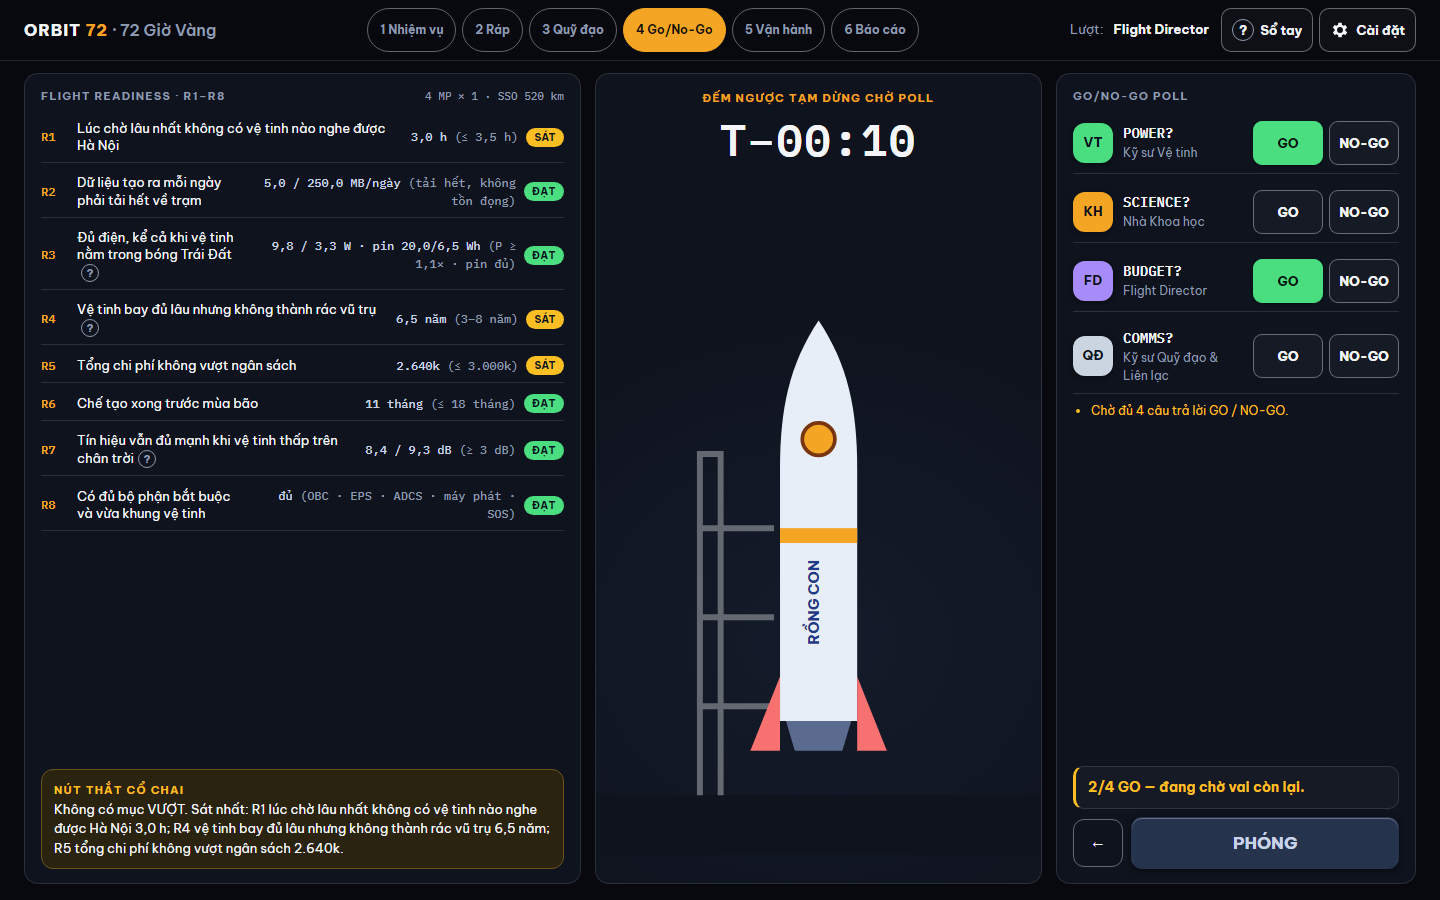 ORBIT 72 · 72 Giờ Vàng
1 Nhiệm vụ
2 Ráp
3 Quỹ đạo
4 Go/No-Go
5 Vận hành
6 Báo cáo
Lượt: Flight Director
? Sổ tay
Cài đặt
FLIGHT READINESS · R1–R8
4 MP × 1 · SSO 520 km
R1 Lúc chờ lâu nhất không có vệ tinh nào nghe được 3,0 h (≤ 3,5 h) SÁT
Hà Nội
R2 Dữ liệu tạo ra mỗi ngày 5,0 / 250,0 MB/ngày (tải hết, không ĐẠT
phải tải hết về trạm tồn đọng)
R3 Đủ điện, kể cả khi vệ tinh 9,8 / 3,3 W · pin 20,0/6,5 Wh (P ≥ ĐẠT
nằm trong bóng Trái Đất 1,1× · pin đủ)
?
R4 Vệ tinh bay đủ lâu nhưng không thành rác vũ trụ 6,5 năm (3–8 năm) SÁT
?
R5 Tổng chi phí không vượt ngân sách 2.640k (≤ 3.000k) SÁT
R6 Chế tạo xong trước mùa bão 11 tháng (≤ 18 tháng) ĐẠT
R7 Tín hiệu vẫn đủ mạnh khi vệ tinh thấp trên 8,4 / 9,3 dB (≥ 3 dB) ĐẠT
chân trời ?
R8 Có đủ bộ phận bắt buộc đủ (OBC · EPS · ADCS · máy phát · ĐẠT
và vừa khung vệ tinh SOS)
NÚT THẮT CỔ CHAI
Không có mục VƯỢT. Sát nhất: R1 lúc chờ lâu nhất không có vệ tinh nào nghe
được Hà Nội 3,0 h; R4 vệ tinh bay đủ lâu nhưng không thành rác vũ trụ 6,5 năm;
R5 tổng chi phí không vượt ngân sách 2.640k.
ĐẾM NGƯỢC TẠM DỪNG CHỜ POLL
T−00:10
RỒNG CON
GO/NO-GO POLL
VT POWER? GO NO-GO
Kỹ sư Vệ tinh
KH SCIENCE? GO NO-GO
Nhà Khoa học
FD BUDGET? GO NO-GO
Flight Director
QĐ COMMS? GO NO-GO
Kỹ sư Quỹ đạo &
Liên lạc
• Chờ đủ 4 câu trả lời GO / NO-GO.
2/4 GO — đang chờ vai còn lại.
← PHÓNG